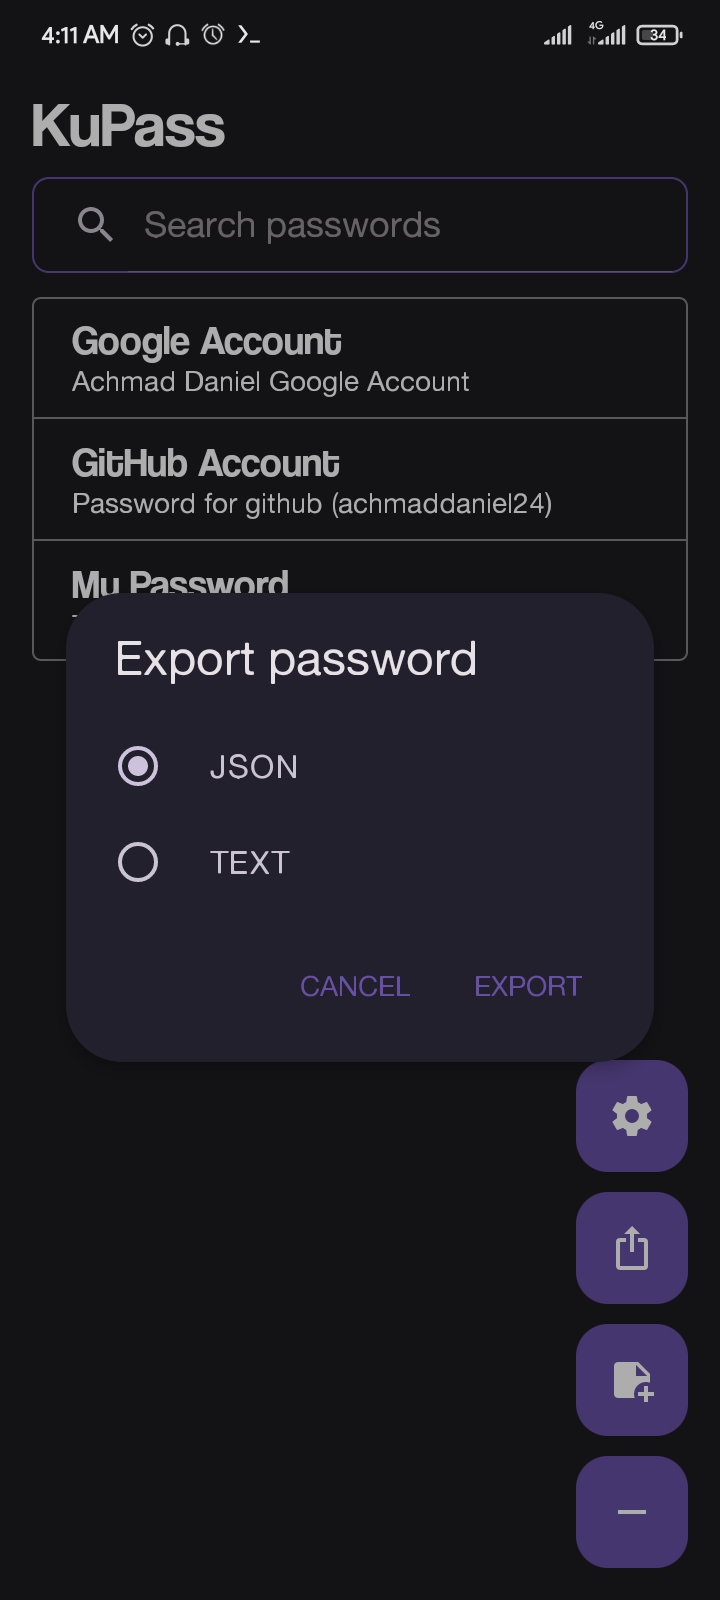 4:11 AM
4G
34
KuPass
Search passwords
Google Account
Achmad Daniel Google Account
GitHub Account
Password for github (achmaddaniel24)
My Password
Export password
JSON
TEXT
CANCEL
EXPORT